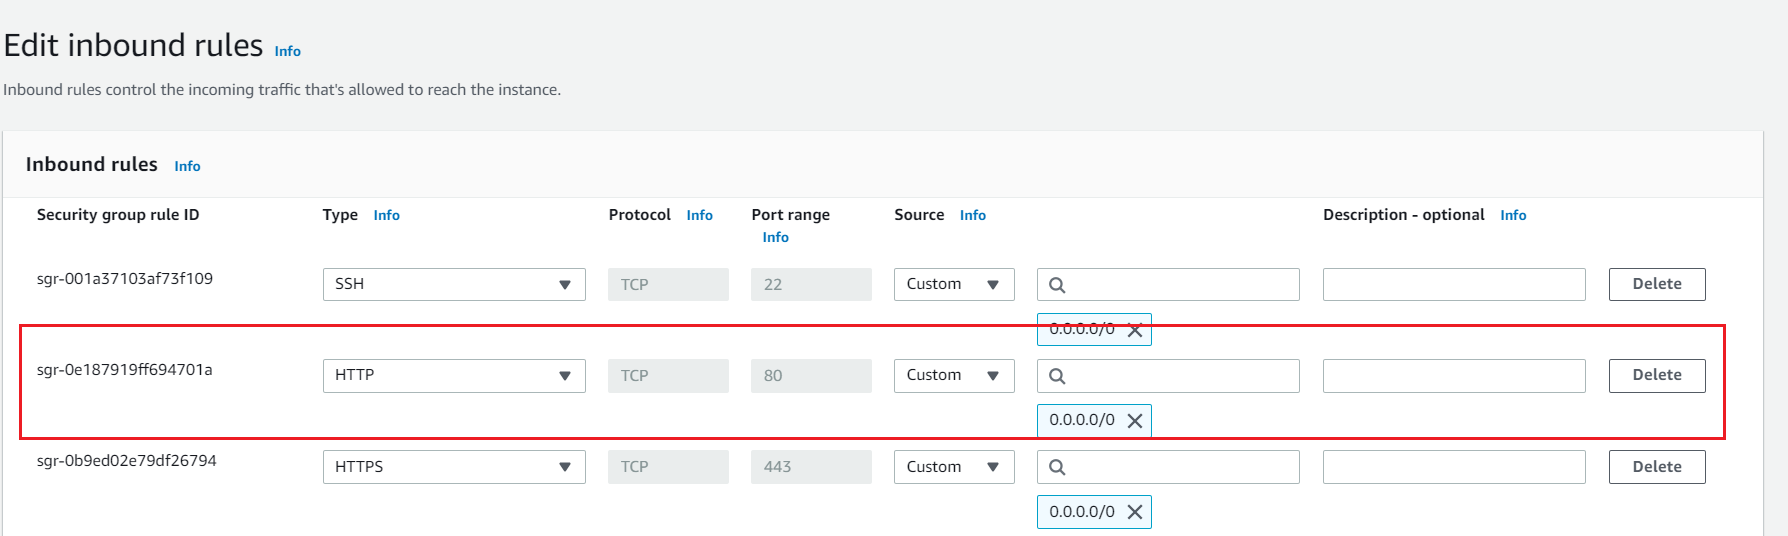 Edit inbound rules Info
Inbound rules control the incoming traffic that's allowed to reach the instance.
Inbound rules Info
Security group rule ID Type Info Protocol Info Port range Source Info Description - optional Info
Info
sgr-001a37103af73f109 SSH TCP 22 Custom Delete
0.0.0.0/0
sgr-0e187919ff694701a HTTP TCP 80 Custom Delete
0.0.0.0/0
sgr-0b9ed02e79df26794 HTTPS TCP 443 Custom Delete
0.0.0.0/0